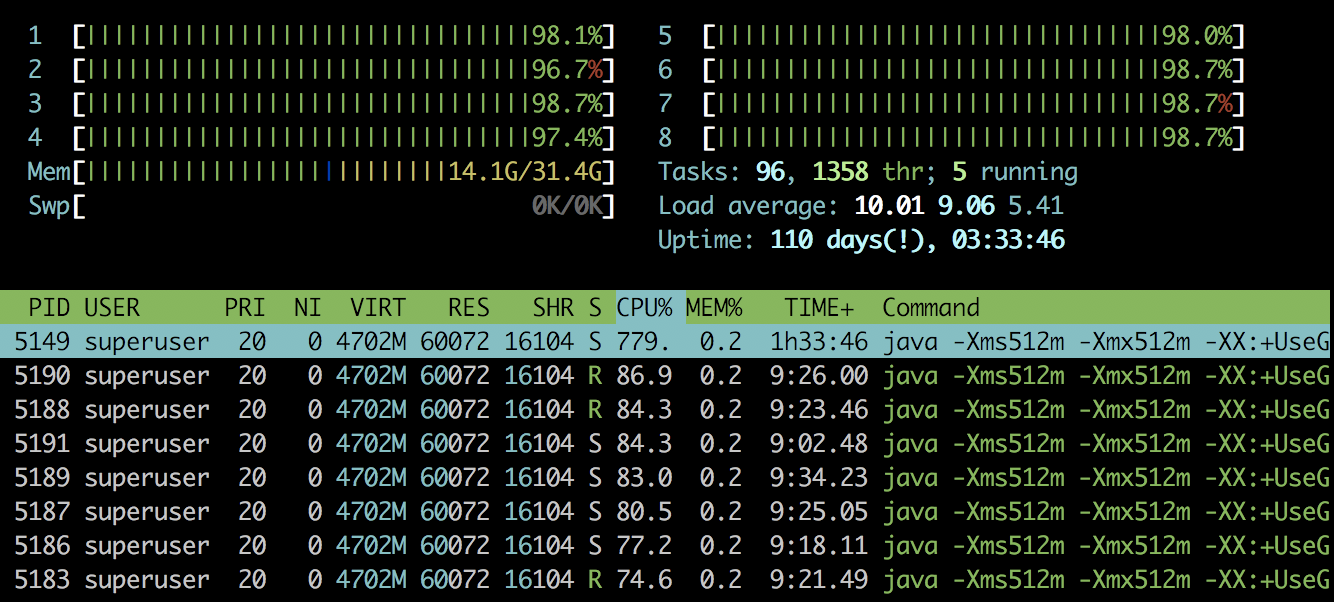 1 [||||||||||||||||||||||||||||||||98.1%] 5 [||||||||||||||||||||||||||||||||98.0%]
2 [||||||||||||||||||||||||||||||||96.7%] 6 [||||||||||||||||||||||||||||||||98.7%]
3 [||||||||||||||||||||||||||||||||98.7%] 7 [||||||||||||||||||||||||||||||||98.7%]
4 [||||||||||||||||||||||||||||||||97.4%] 8 [||||||||||||||||||||||||||||||||98.7%]
Mem[||||||||||||||||||||||||||14.1G/31.4G] Tasks: 96, 1358 thr; 5 running
Swp[ 0K/0K] Load average: 10.01 9.06 5.41
Uptime: 110 days(!), 03:33:46
PID USER PRI NI VIRT RES SHR S CPU% MEM% TIME+ Command
5149 superuser 20 0 4702M 60072 16104 S 779. 0.2 1h33:46 java -Xms512m -Xmx512m -XX:+UseG
5190 superuser 20 0 4702M 60072 16104 R 86.9 0.2 9:26.00 java -Xms512m -Xmx512m -XX:+UseG
5188 superuser 20 0 4702M 60072 16104 R 84.3 0.2 9:23.46 java -Xms512m -Xmx512m -XX:+UseG
5191 superuser 20 0 4702M 60072 16104 S 84.3 0.2 9:02.48 java -Xms512m -Xmx512m -XX:+UseG
5189 superuser 20 0 4702M 60072 16104 S 83.0 0.2 9:34.23 java -Xms512m -Xmx512m -XX:+UseG
5187 superuser 20 0 4702M 60072 16104 S 80.5 0.2 9:25.05 java -Xms512m -Xmx512m -XX:+UseG
5186 superuser 20 0 4702M 60072 16104 S 77.2 0.2 9:18.11 java -Xms512m -Xmx512m -XX:+UseG
5183 superuser 20 0 4702M 60072 16104 R 74.6 0.2 9:21.49 java -Xms512m -Xmx512m -XX:+UseG